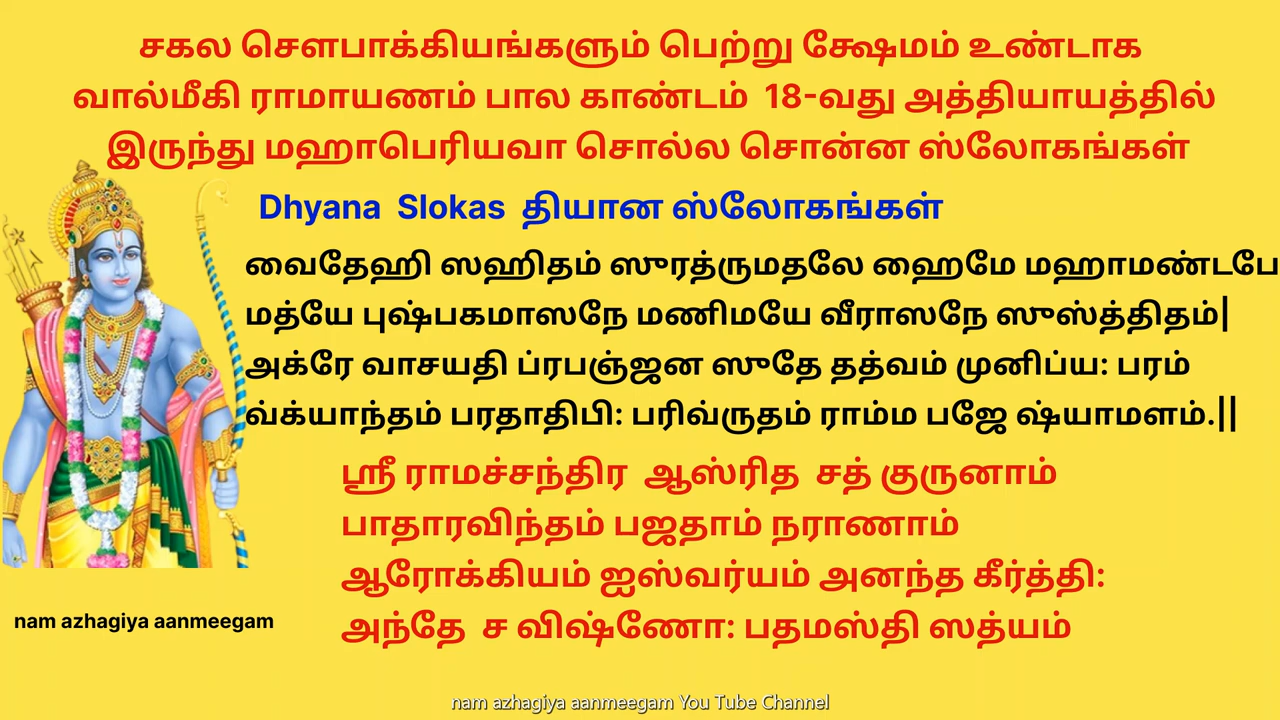 சகல சௌபாக்கியங்களும் பெற்று க்ஷேமம் உண்டாக
வால்மீகி ராமாயணம் பால காண்டம் 18-வது அத்தியாயத்தில்
இருந்து மஹாபெரியவா சொல்ல சொன்ன ஸ்லோகங்கள்
Dhyana Slokas தியான ஸ்லோகங்கள்
வைதேஹி ஸஹிதம் ஸுரத்ருமதலே ஹைமே மஹாமண்டபே
மத்யே புஷ்பகமாஸநே மணிமயே வீராஸநே ஸுஸ்த்திதம்|
அக்ரே வாசயதி ப்ரபஞ்ஜன ஸுதே தத்வம் முனிப்ய: பரம்
வ்க்யாந்தம் பரதாதிபி: பரிவ்ருதம் ராம்ம பஜே ஷ்யாமளம்.||
ஸ்ரீ ராமச்சந்திர ஆஸ்ரித சத் குருனாம்
பாதாரவிந்தம் பஜதாம் நராணாம்
ஆரோக்கியம் ஐஸ்வர்யம் அனந்த கீர்த்தி:
அந்தே ச விஷ்ணோ: பதமஸ்தி ஸத்யம்
nam azhagiya aanmeegam
nam azhagiya aanmeegam You Tube Channel